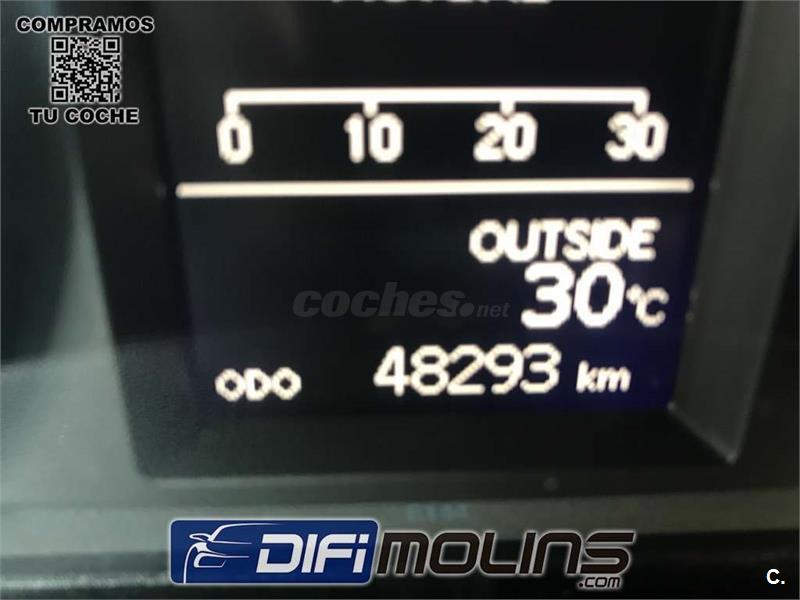 COMPRAMOS
TU COCHE
0 10 20 30
OUTSIDE
30°C
coches.net
ODO 48293 km
DIFIMOLINS
.com
C.